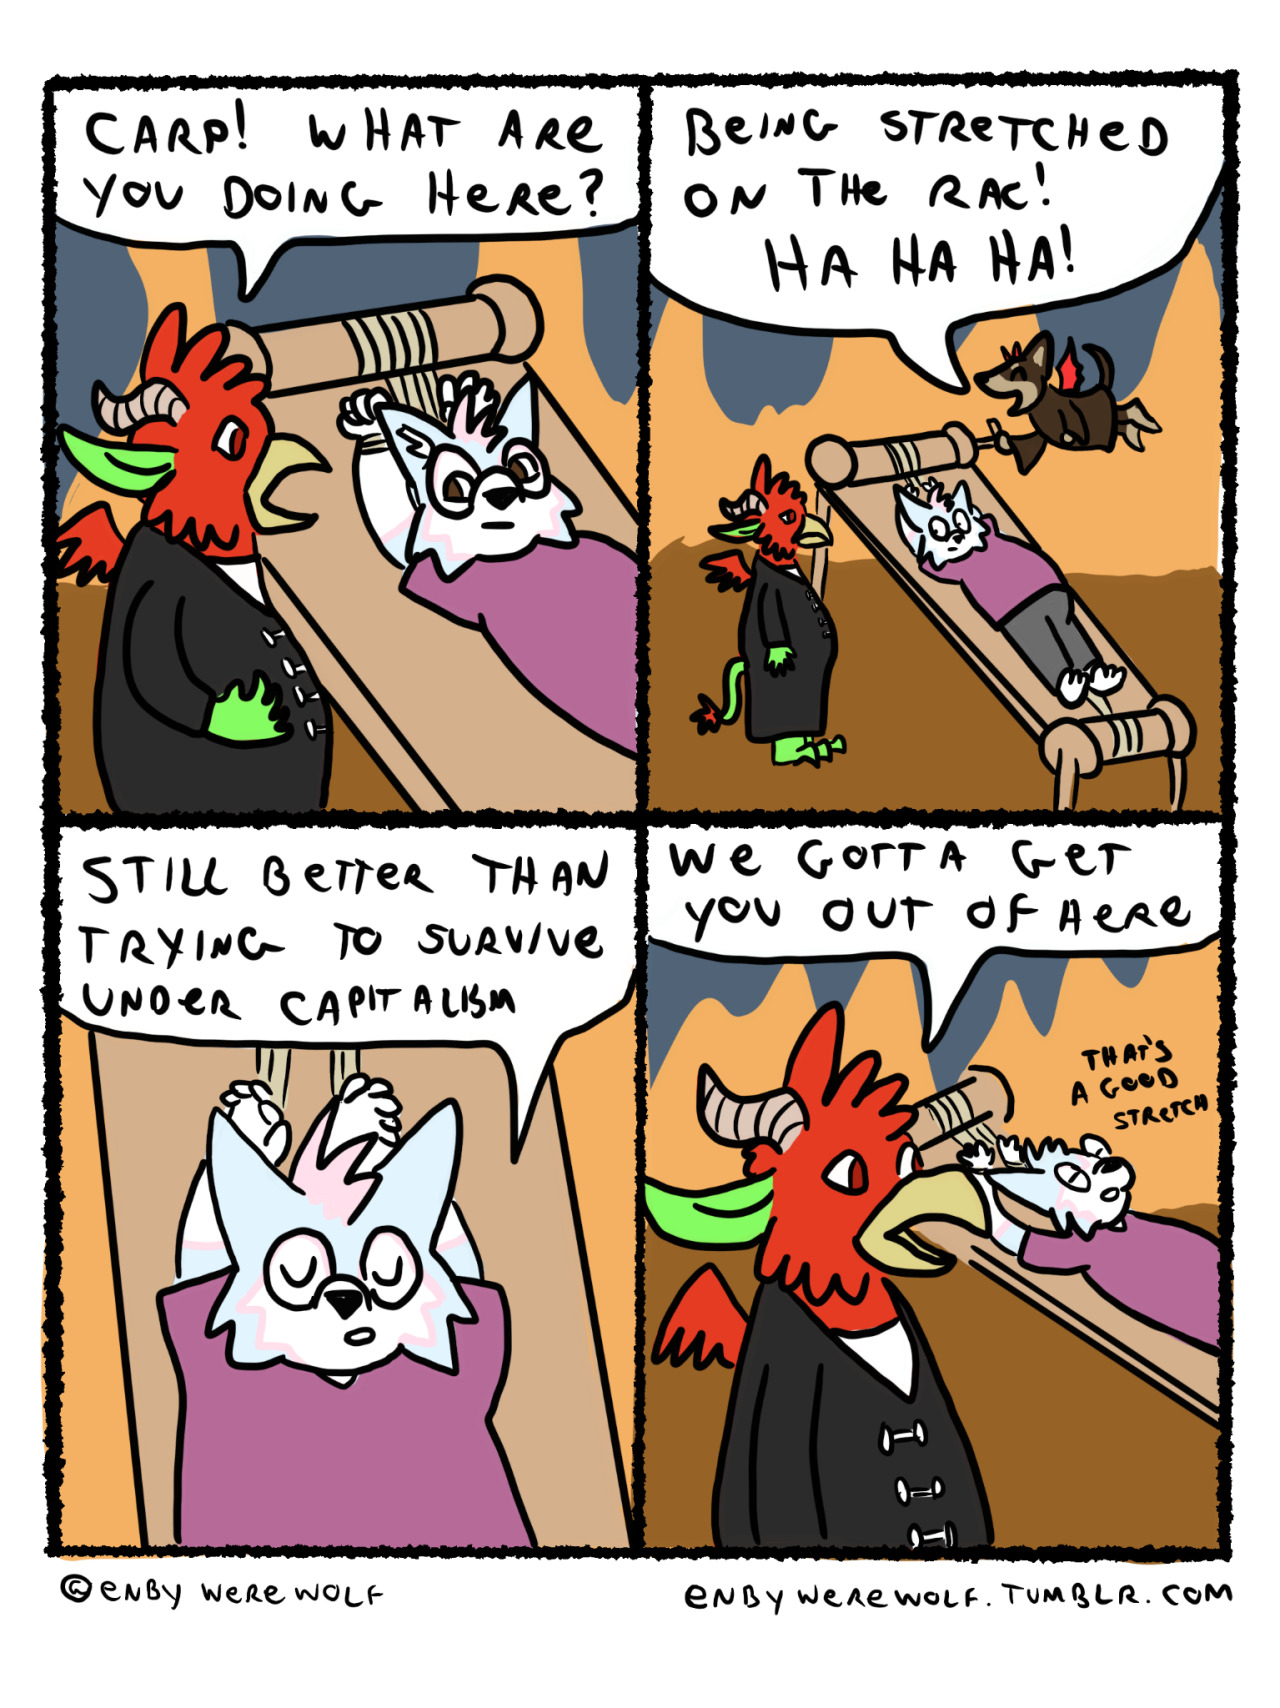 CARP! WHAT ARE
YOU DOING HERE?
BEING STRETCHED
ON THE RAC!
HA HA HA!
STILL BETTER THAN
TRYING TO SURVIVE
UNDER CAPITALISM
WE GOTTA GET
YOU OUT OF HERE
THAT'S
A GOOD
STRETCH
© ENBY WEREWOLF
ENBYWEREWOLF.TUMBLR.COM